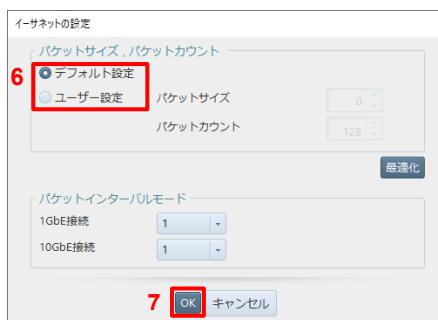 イーサネットの設定
パケットサイズ , パケットカウント
6 デフォルト設定
ユーザー設定 パケットサイズ 0
パケットカウント 128
最適化
パケットインターバルモード
1GbE接続 1
10GbE接続 1
7 OK キャンセル